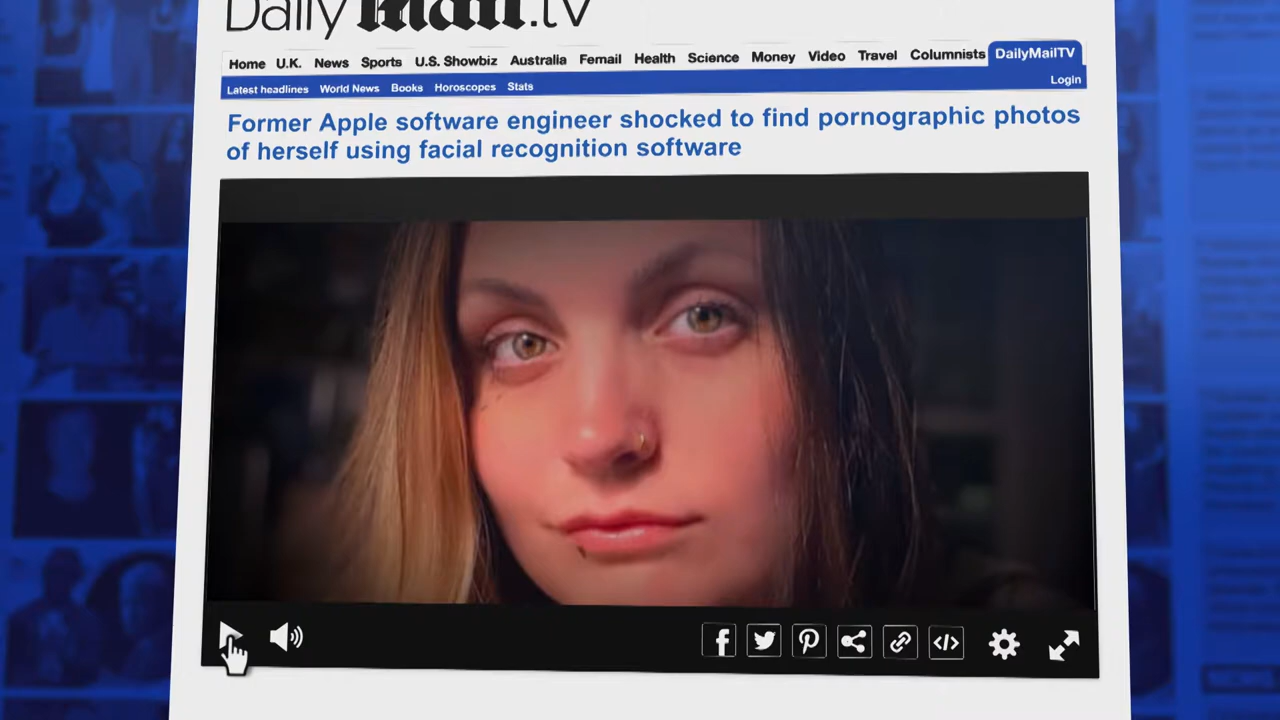 Daily Mail.tv
Home U.K. News Sports U.S. Showbiz Australia Femail Health Science Money Video Travel Columnists DailyMailTV
Latest headlines World News Books Horoscopes Stats Login
Former Apple software engineer shocked to find pornographic photos
of herself using facial recognition software